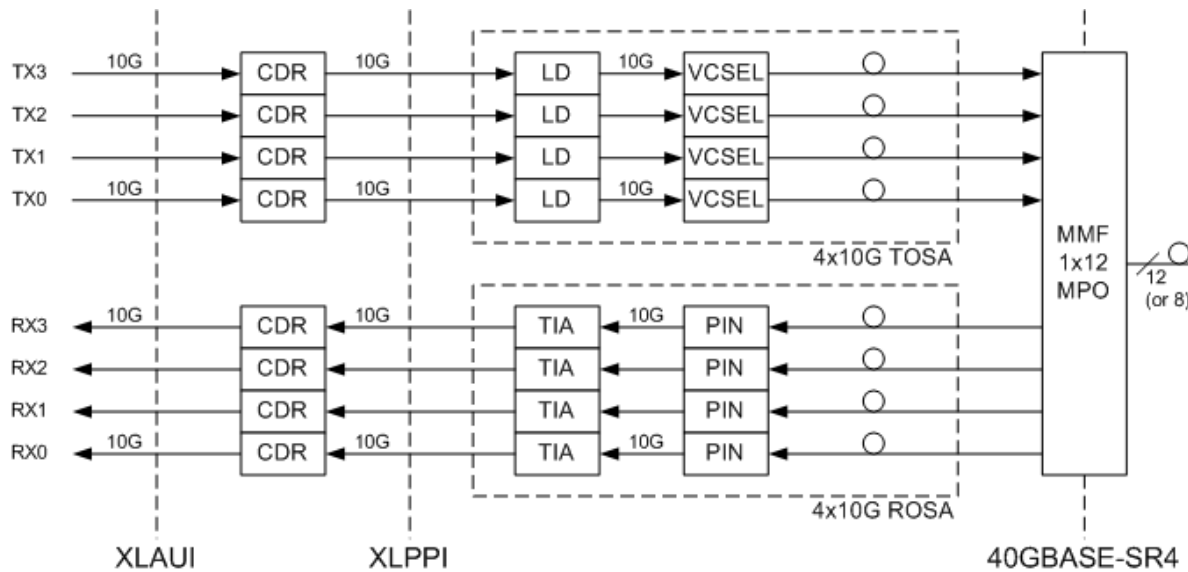 TX3 10G CDR 10G LD 10G VCSEL
TX2 CDR LD VCSEL
TX1 CDR LD VCSEL
TX0 10G CDR 10G LD 10G VCSEL
4x10G TOSA
MMF
1x12
MPO
12
(or 8)
RX3 10G CDR 10G TIA 10G PIN
RX2 CDR TIA PIN
RX1 CDR TIA PIN
RX0 10G CDR 10G TIA 10G PIN
4x10G ROSA
XLAUI XLPPI 40GBASE-SR4